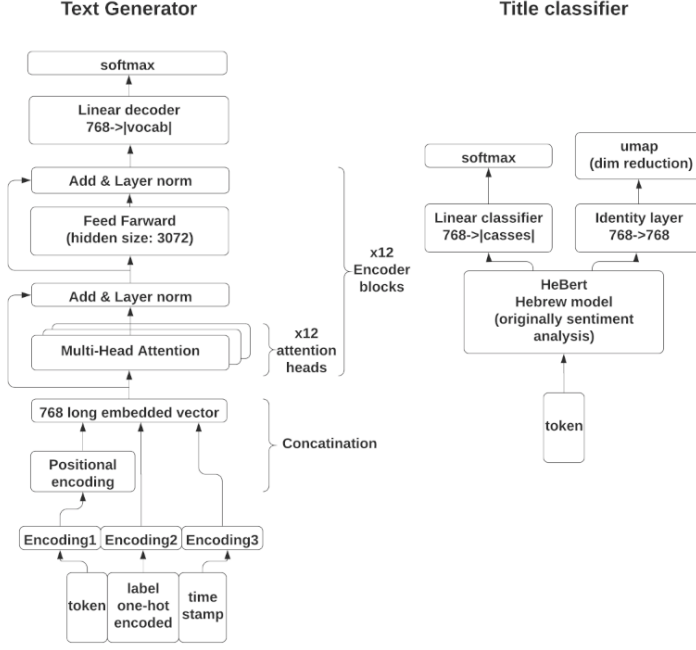 Text Generator
softmax
Linear decoder
768->|vocab|
Add & Layer norm
Feed Farward
(hidden size: 3072)
Add & Layer norm
Multi-Head Attention
x12
attention
heads
x12
Encoder
blocks
768 long embedded vector
Concatination
Positional
encoding
Encoding1
Encoding2
Encoding3
token
label
one-hot
encoded
time
stamp
Title classifier
softmax
umap
(dim reduction)
Linear classifier
768->|casses|
Identity layer
768->768
HeBert
Hebrew model
(originally sentiment
analysis)
token